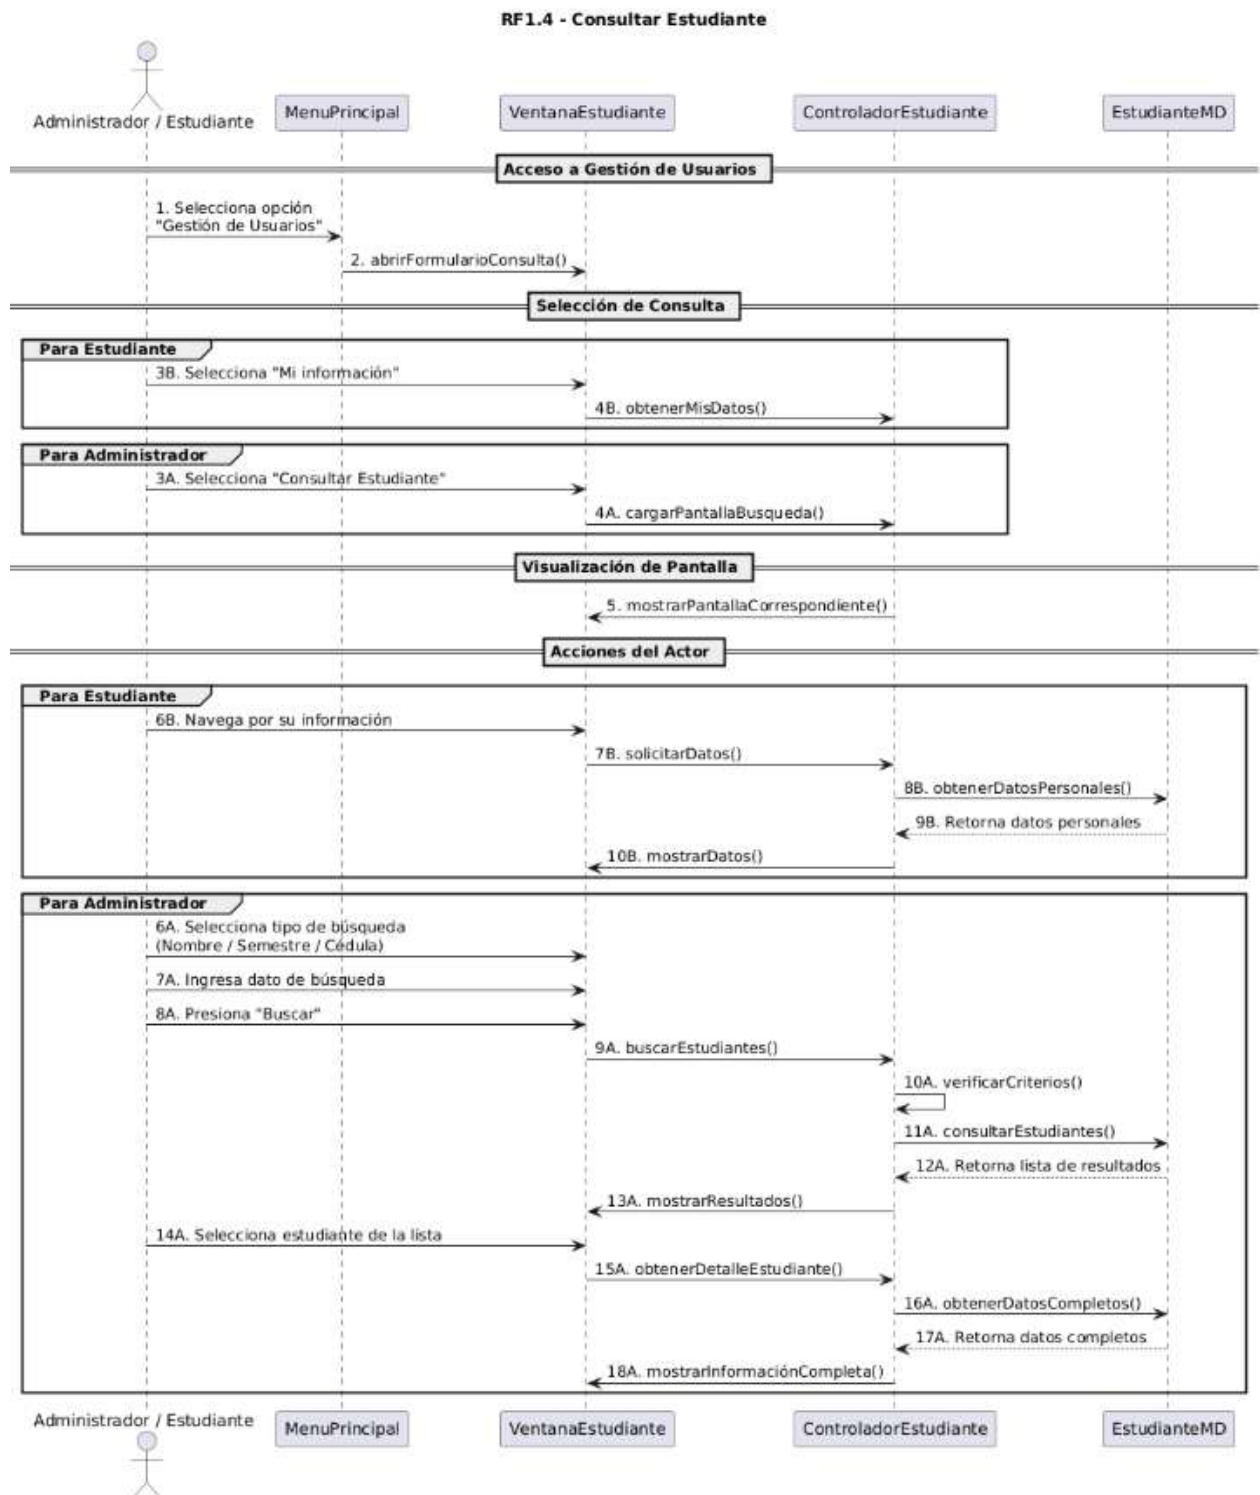 RF1.4 - Consultar Estudiante
Administrador / Estudiante
MenuPrincipal
VentanaEstudiante
ControladorEstudiante
EstudianteMD
Acceso a Gestión de Usuarios
1. Selecciona opción
"Gestión de Usuarios"
2. abrirFormularioConsulta()
Selección de Consulta
Para Estudiante
3B. Selecciona "Mi información"
4B. obtenerMisDatos()
Para Administrador
3A. Selecciona "Consultar Estudiante"
4A. cargarPantallaBusqueda()
Visualización de Pantalla
5. mostrarPantallaCorrespondiente()
Acciones del Actor
Para Estudiante
6B. Navega por su información
7B. solicitarDatos()
8B. obtenerDatosPersonales()
9B. Retorna datos personales
10B. mostrarDatos()
Para Administrador
6A. Selecciona tipo de búsqueda
(Nombre / Semestre / Cédula)
7A. Ingresa dato de búsqueda
8A. Presiona "Buscar"
9A. buscarEstudiantes()
10A. verificarCriterios()
11A. consultarEstudiantes()
12A. Retorna lista de resultados
13A. mostrarResultados()
14A. Selecciona estudiante de la lista
15A. obtenerDetalleEstudiante()
16A. obtenerDatosCompletos()
17A. Retorna datos completos
18A. mostrarInformaciónCompleta()
Administrador / Estudiante
MenuPrincipal
VentanaEstudiante
ControladorEstudiante
EstudianteMD